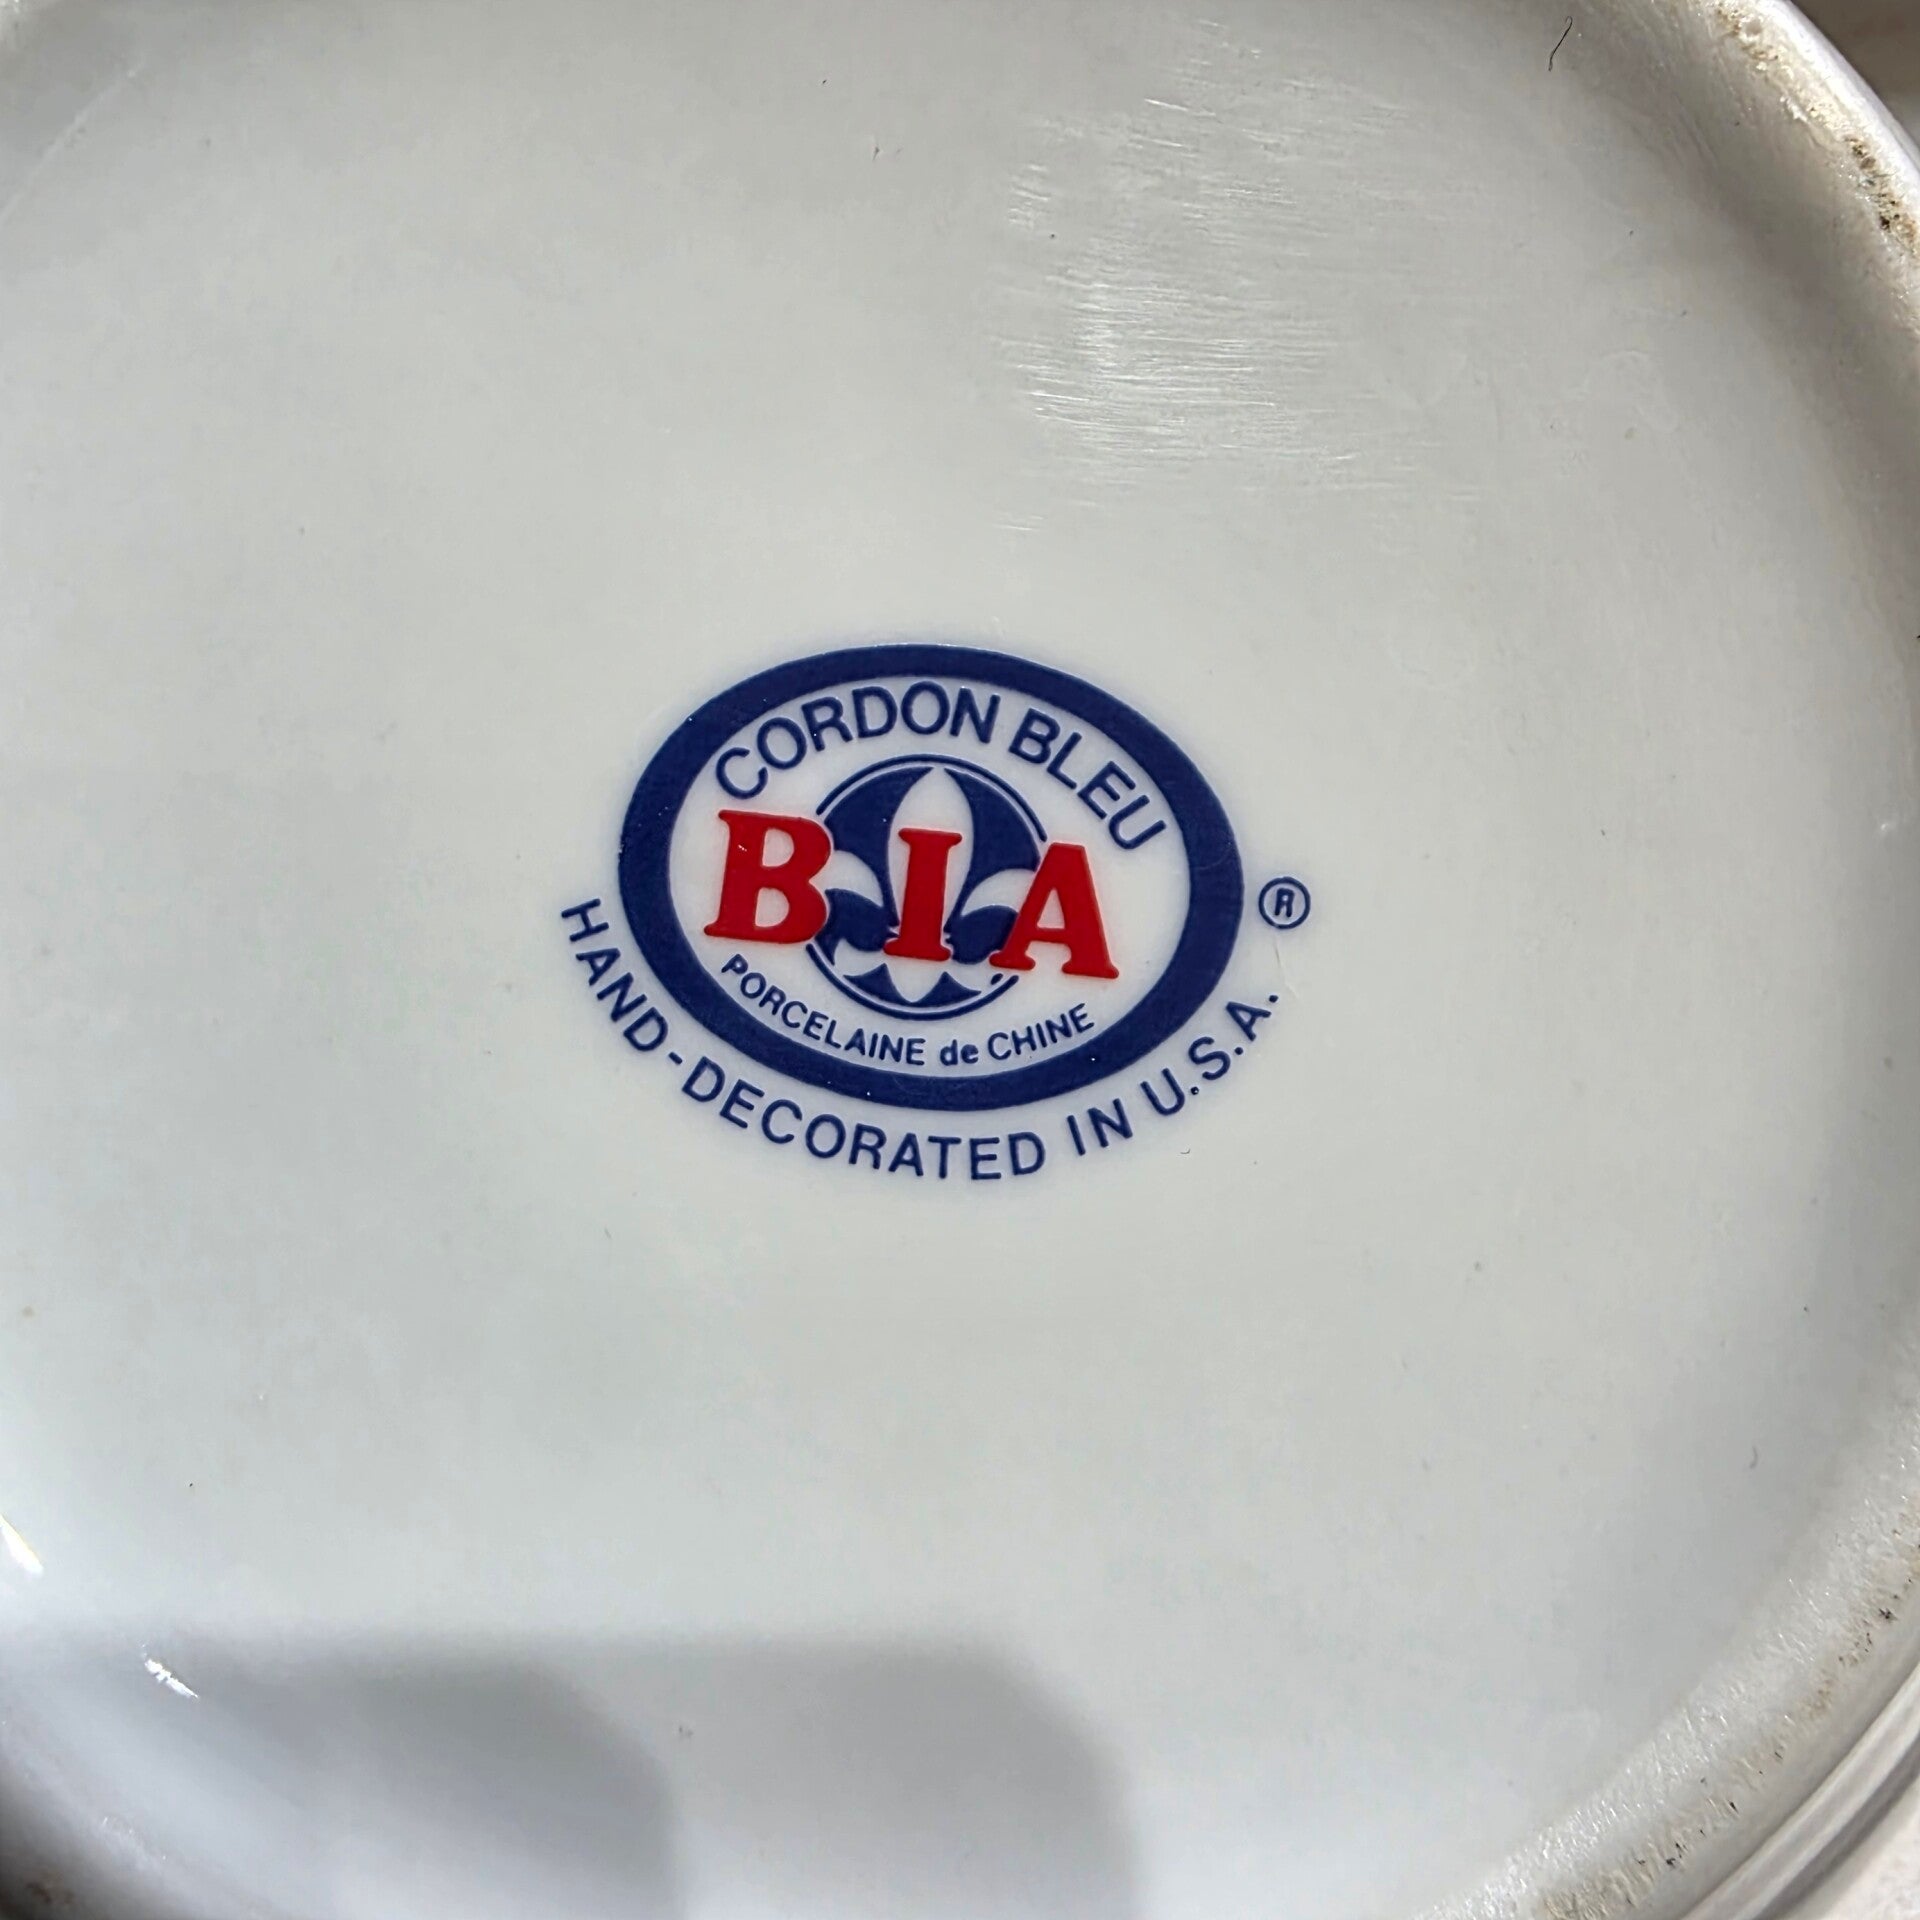 CORDON BLEU
BIA
PORCELAINE de CHINE
HAND-DECORATED IN U.S.A.
®